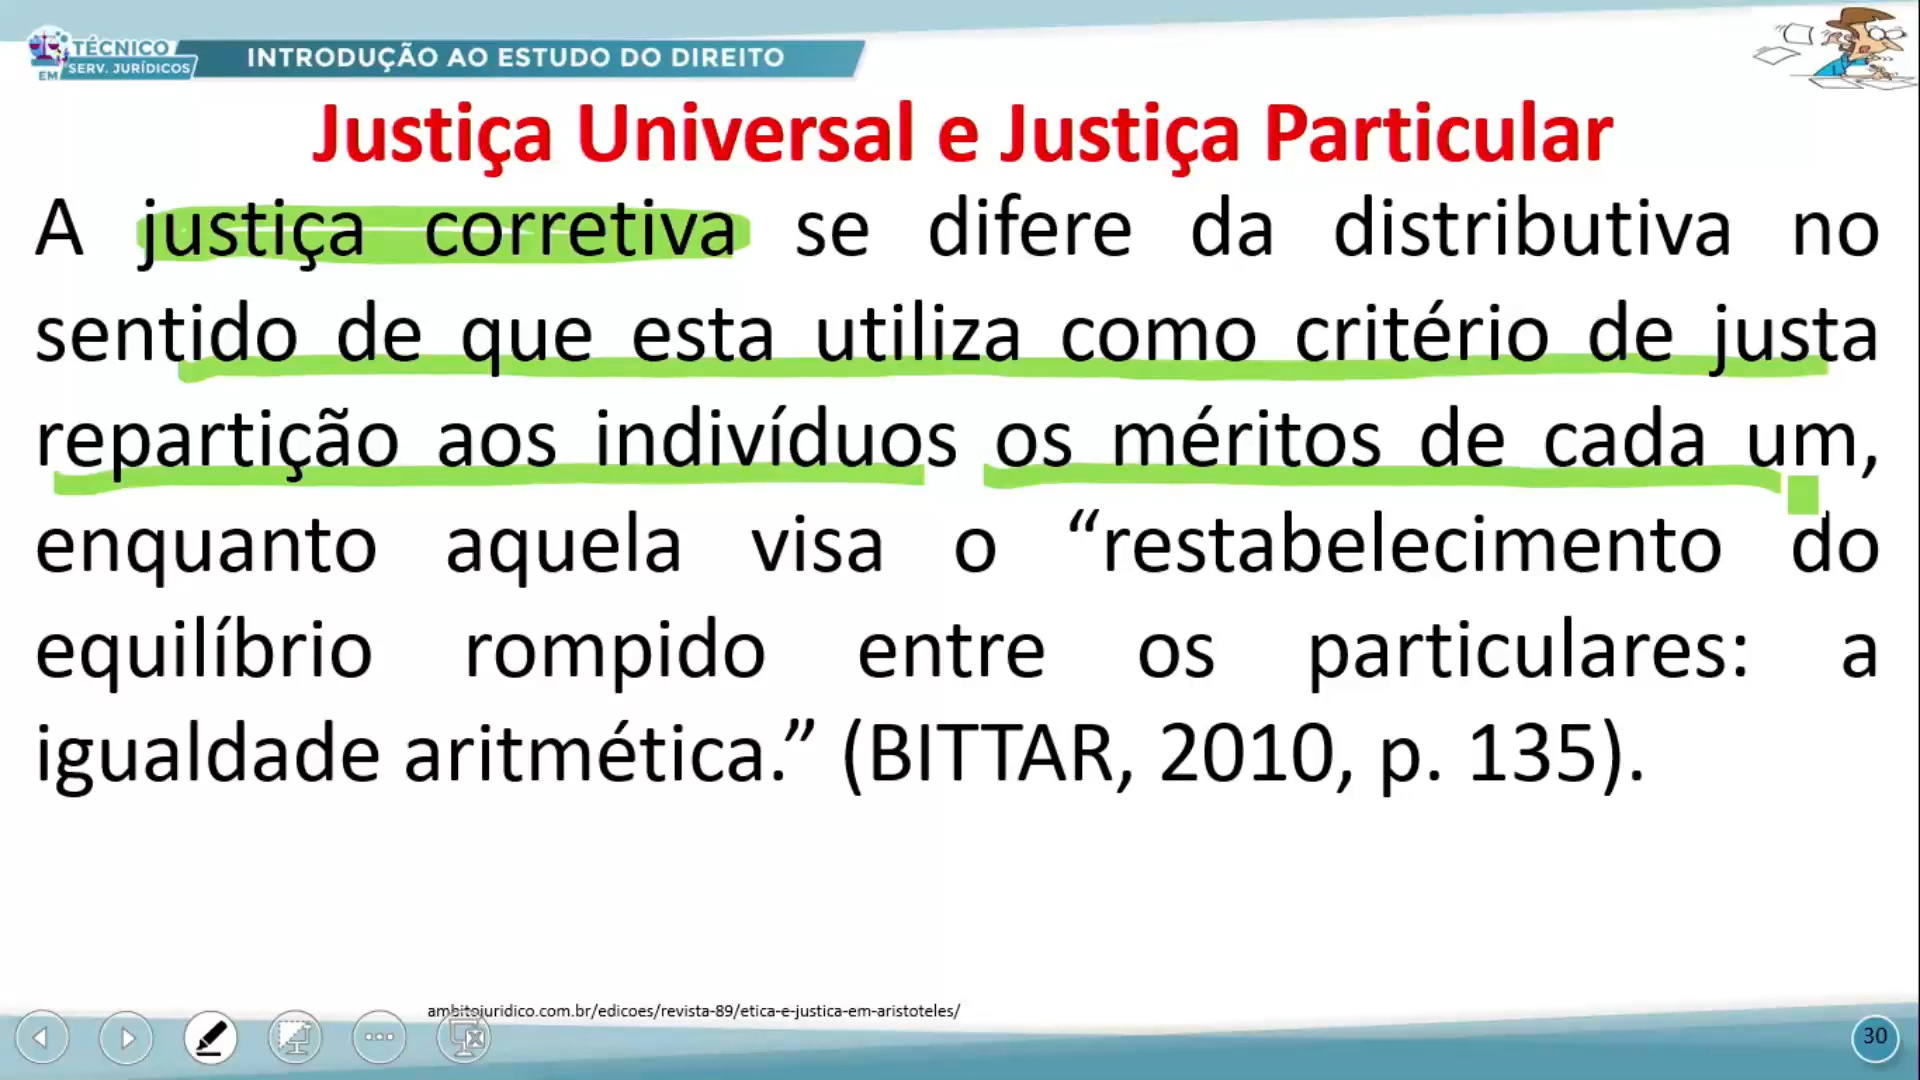 TÉCNICO
EM SERV. JURÍDICOS
INTRODUÇÃO AO ESTUDO DO DIREITO
Justiça Universal e Justiça Particular
A justiça corretiva se difere da distributiva no
sentido de que esta utiliza como critério de justa
repartição aos indivíduos os méritos de cada um,
enquanto aquela visa o “restabelecimento do
equilíbrio rompido entre os particulares: a
igualdade aritmética.” (BITTAR, 2010, p. 135).
ambitojuridico.com.br/edicoes/revista-89/etica-e-justica-em-aristoteles/
30